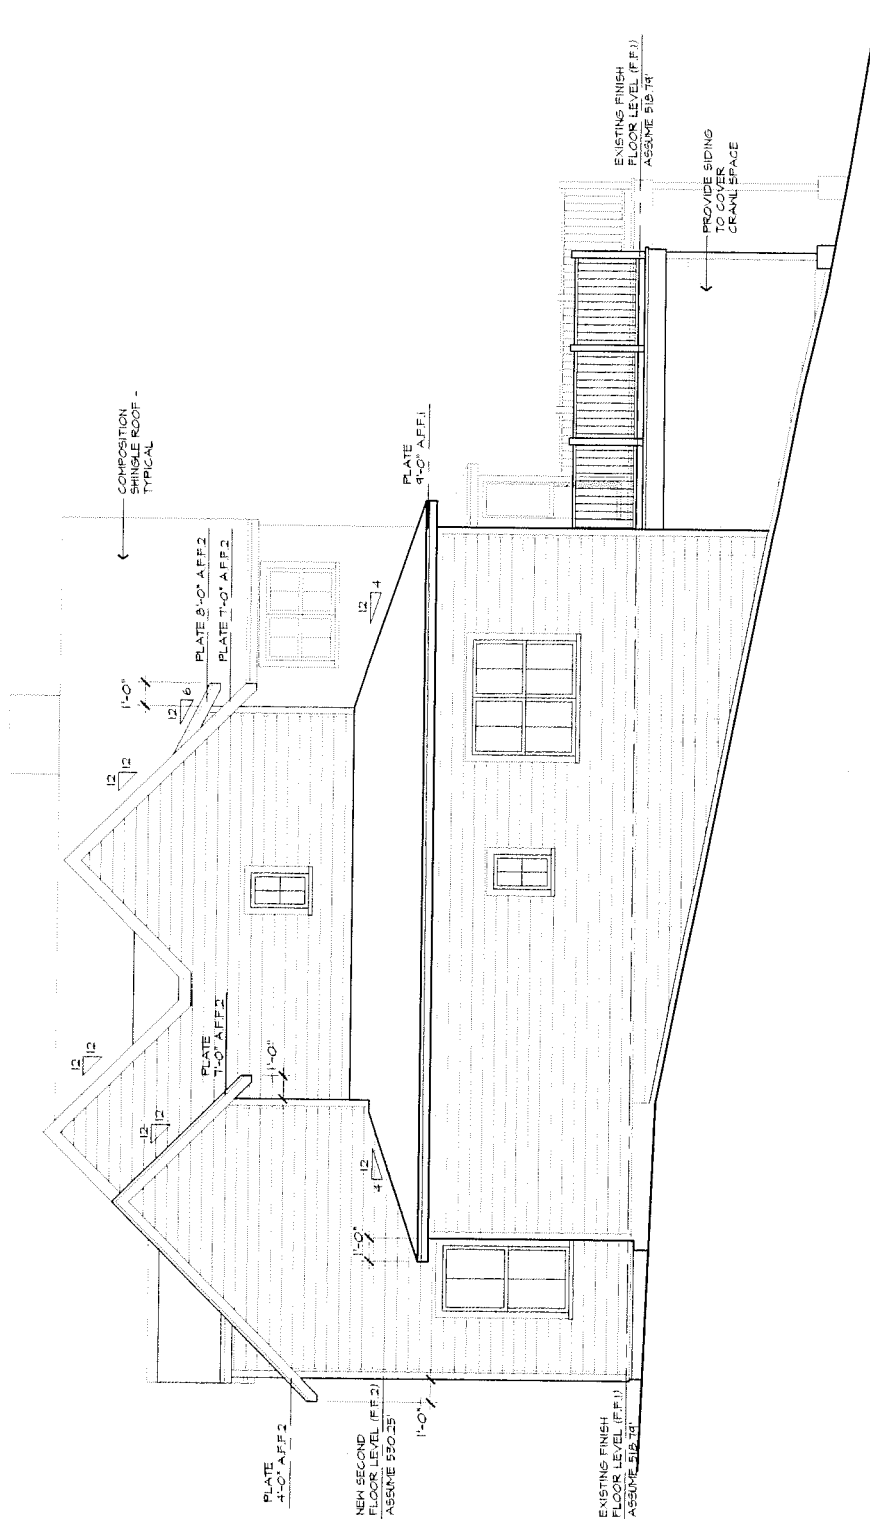 COMPOSITION
SHINGLE ROOF -
TYPICAL
12
12
12
12
12
12
12
6
1'-0"
PLATE 8'-0" A.F.F.2
PLATE 7'-0" A.F.F.2
PLATE
7'-0" A.F.F.2
1'-0"
PLATE
4'-0" A.F.F.2
12
4
12
4
1'-0"
NEW SECOND
FLOOR LEVEL (F.F.2)
ASSUME 530.25'
1'-0"
PLATE
9'-0" A.F.F.1
EXISTING FINISH
FLOOR LEVEL (F.F.1)
ASSUME 518.79'
EXISTING FINISH
FLOOR LEVEL (F.F.1)
ASSUME 518.79'
PROVIDE SIDING
TO COVER
CRAWL SPACE